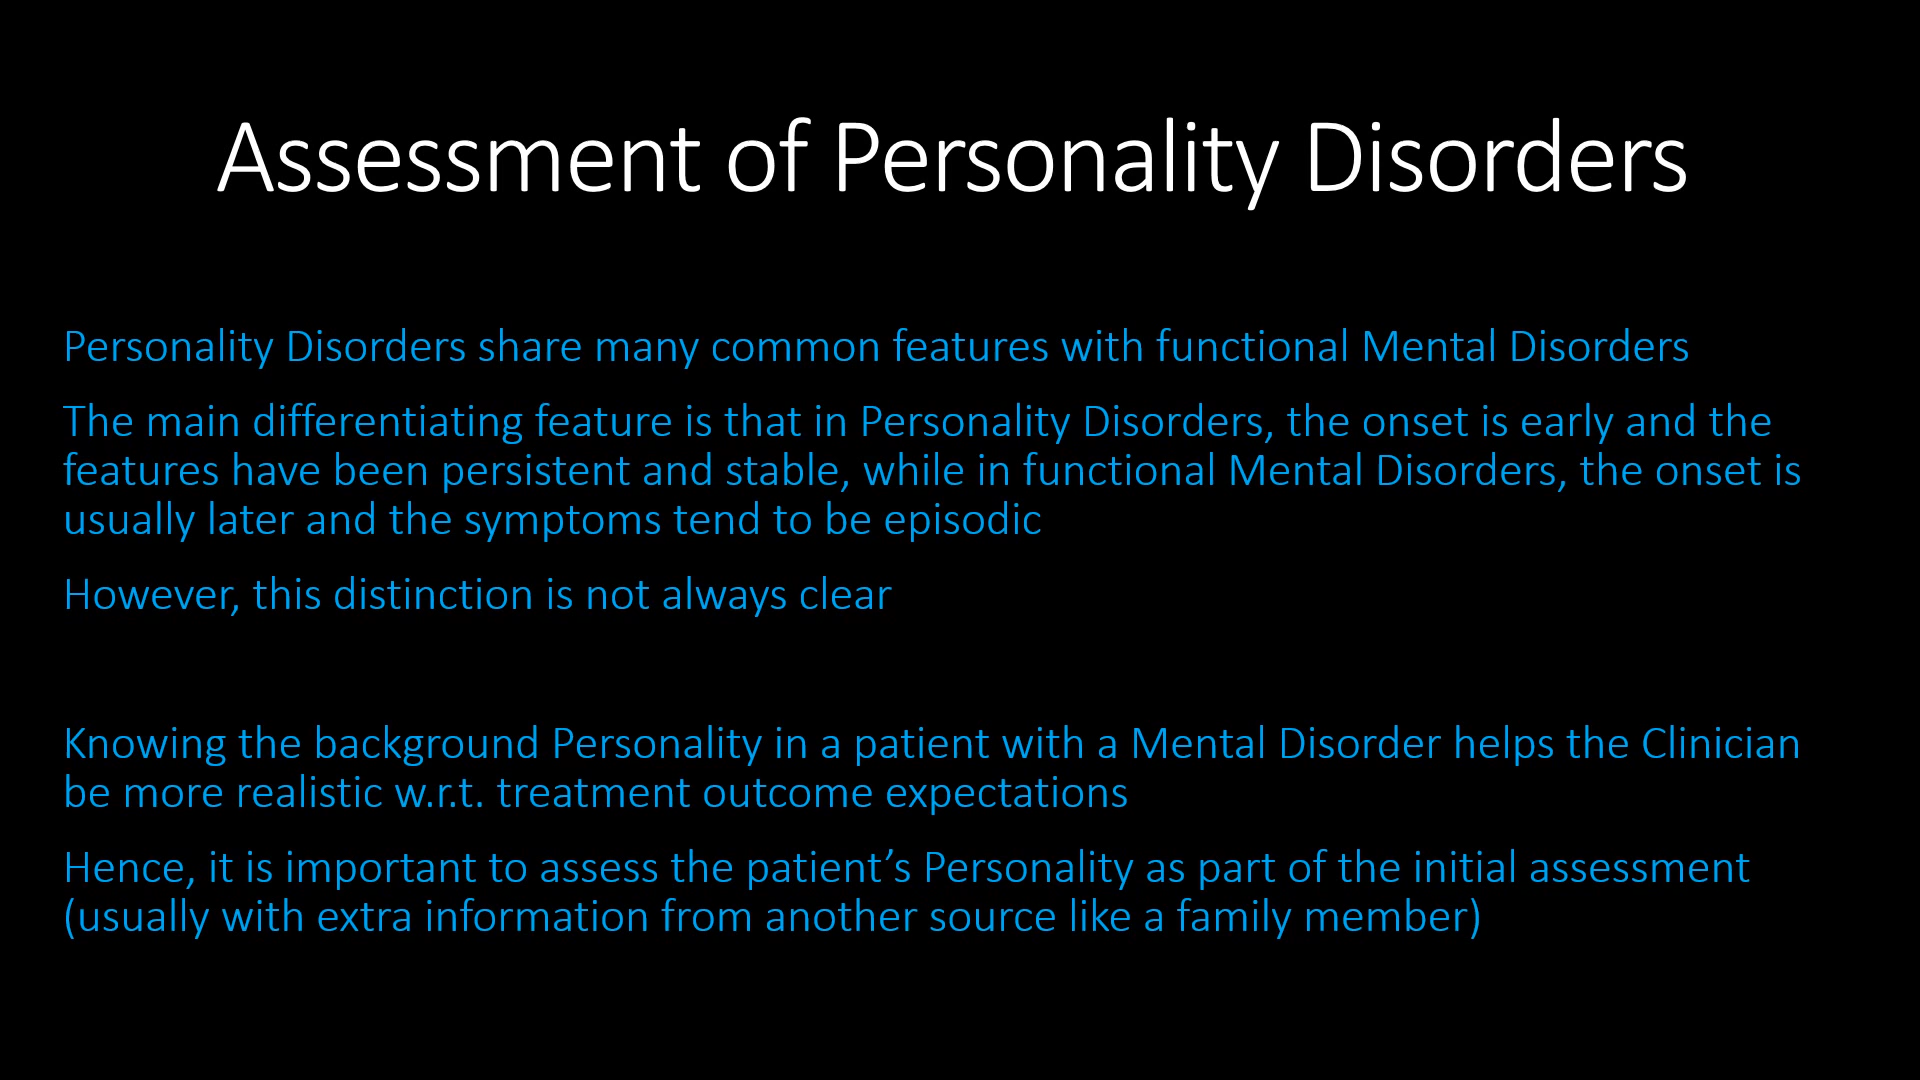 Assessment of Personality Disorders
Personality Disorders share many common features with functional Mental Disorders
The main differentiating feature is that in Personality Disorders, the onset is early and the
features have been persistent and stable, while in functional Mental Disorders, the onset is
usually later and the symptoms tend to be episodic
However, this distinction is not always clear
Knowing the background Personality in a patient with a Mental Disorder helps the Clinician
be more realistic w.r.t. treatment outcome expectations
Hence, it is important to assess the patient’s Personality as part of the initial assessment
(usually with extra information from another source like a family member)